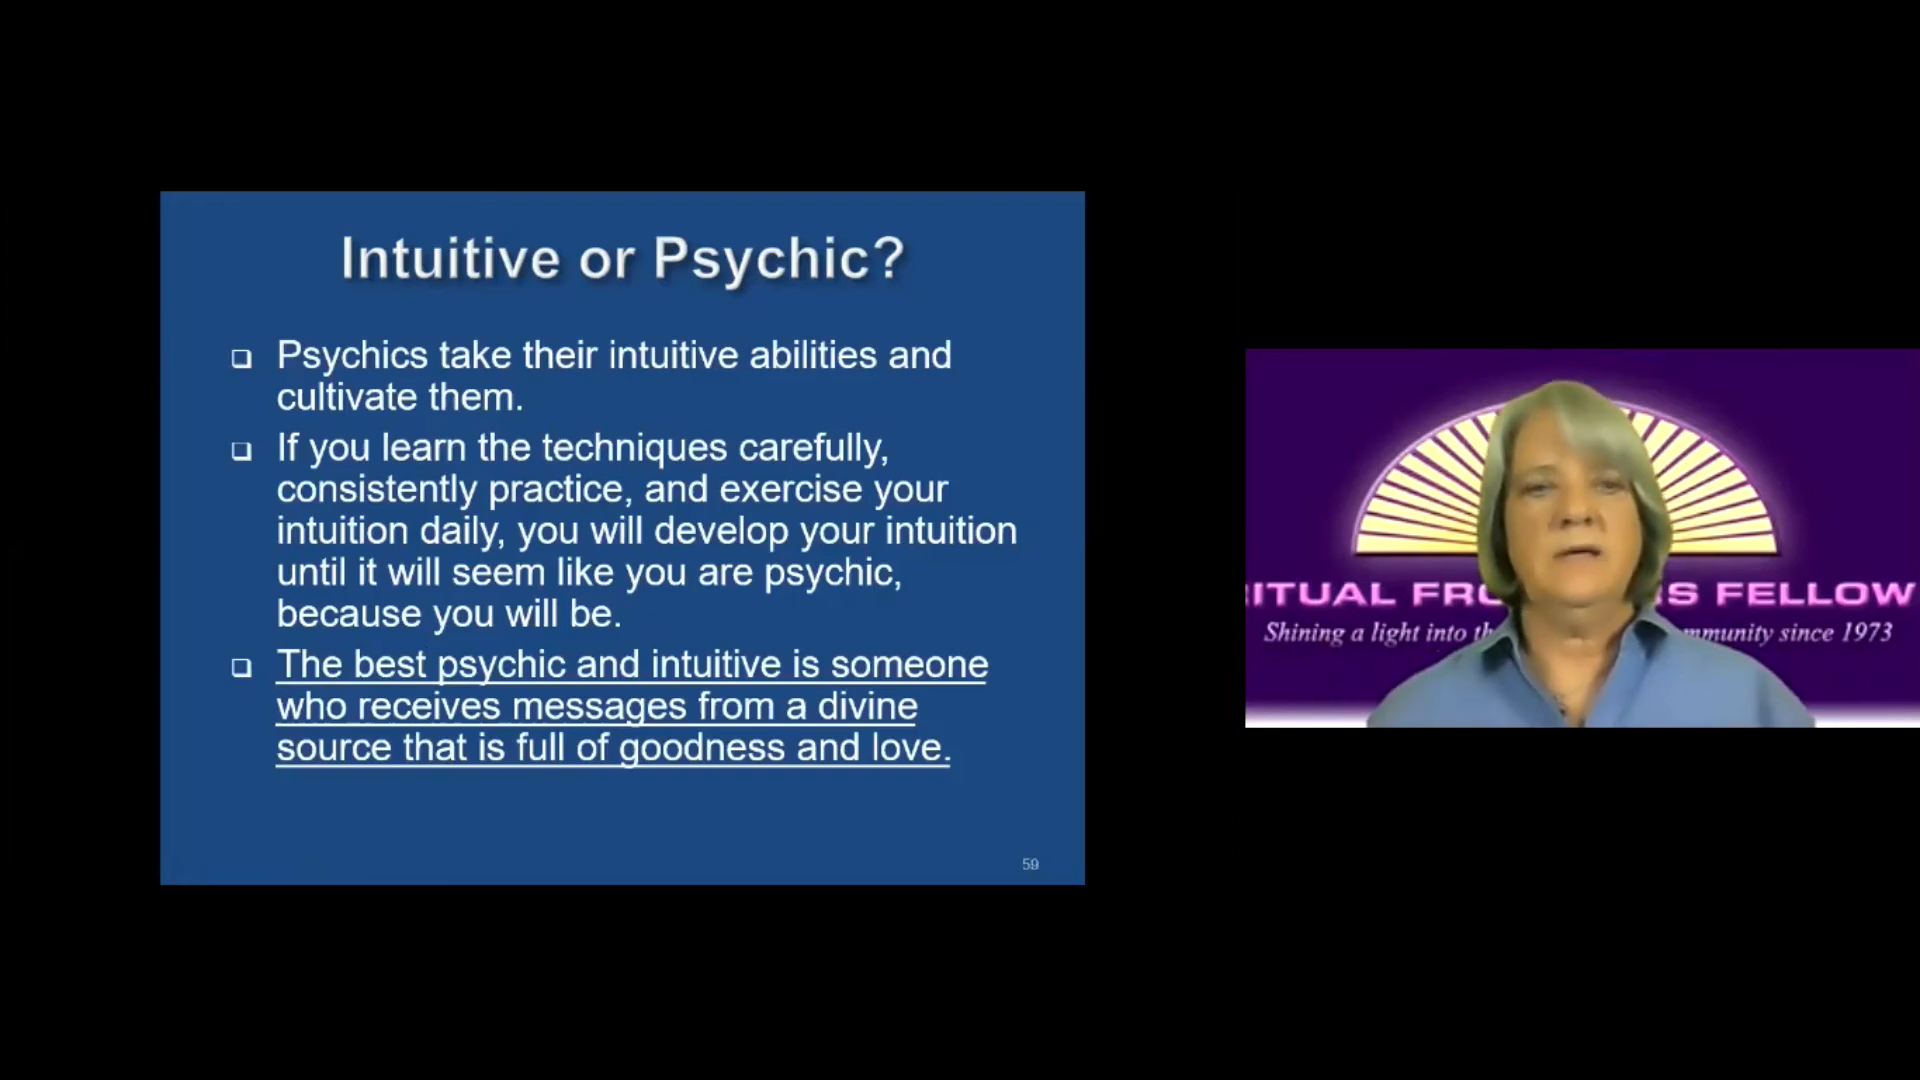 Intuitive or Psychic?
Psychics take their intuitive abilities and
cultivate them.
If you learn the techniques carefully,
consistently practice, and exercise your
intuition daily, you will develop your intuition
until it will seem like you are psychic,
because you will be.
The best psychic and intuitive is someone
who receives messages from a divine
source that is full of goodness and love.
59
ITUAL FRO S FELLOW
Shining a light into th mmunity since 1973